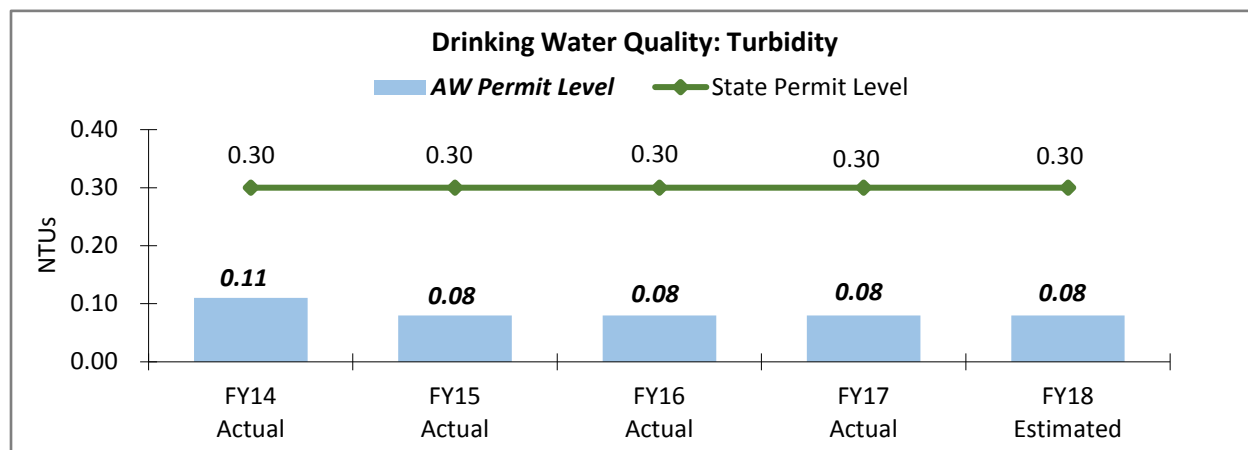 Drinking Water Quality: Turbidity
AW Permit Level State Permit Level
0.40
0.30 0.30 0.30 0.30 0.30
0.30
0.20
NTUs
0.11 0.08 0.08 0.08 0.08
0.10
0.00
FY14 FY15 FY16 FY17 FY18
Actual Actual Actual Actual Estimated